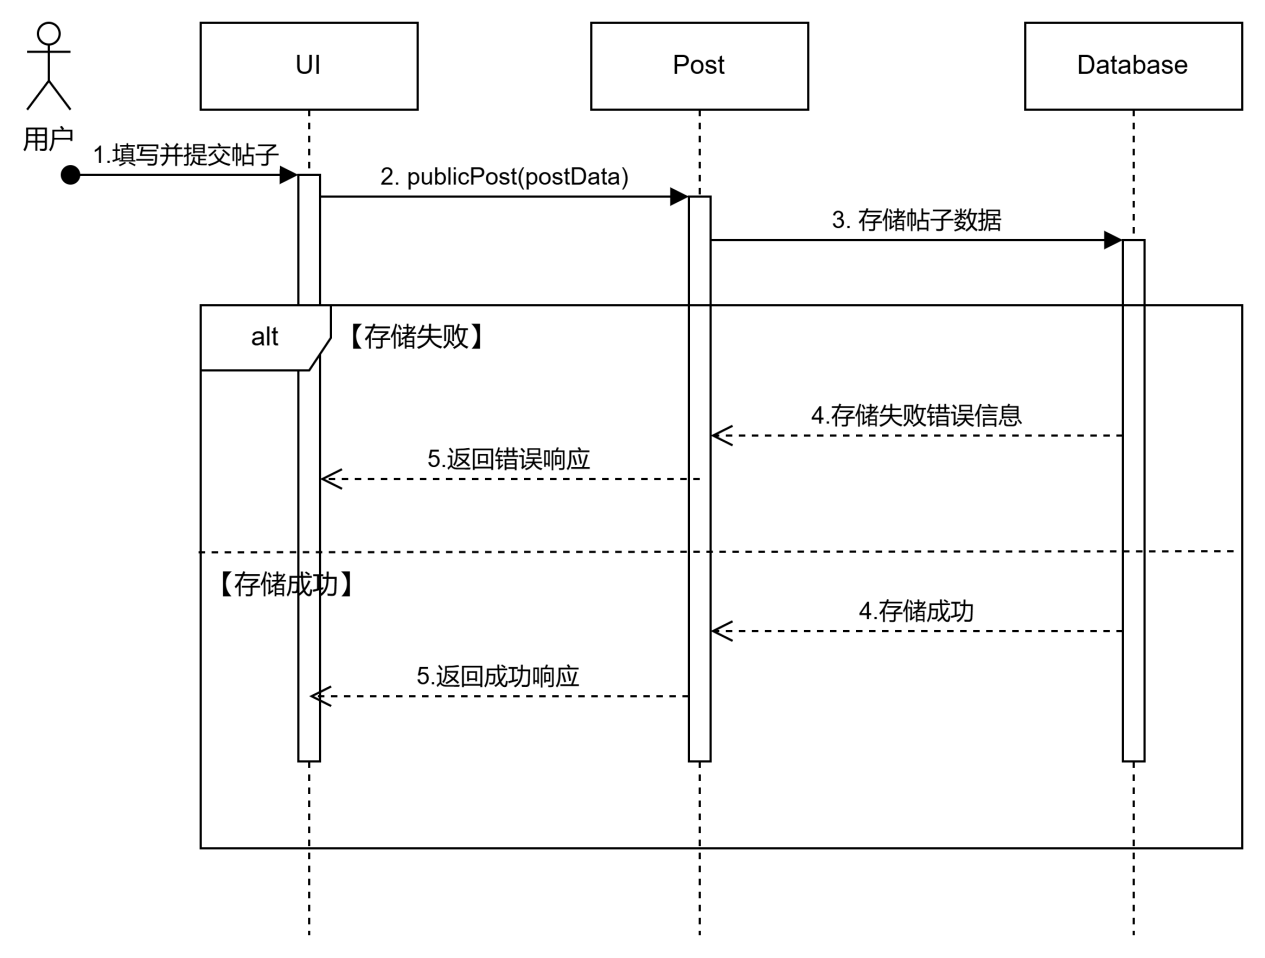 UI
Post
Database
用户
1.填写并提交帖子
2. publicPost(postData)
3. 存储帖子数据
alt
【存储失败】
4.存储失败错误信息
5.返回错误响应
【存储成功】
4.存储成功
5.返回成功响应